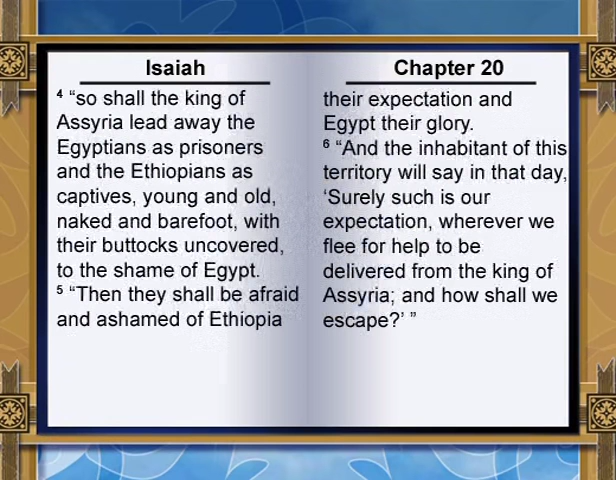 Isaiah
⁴ “so shall the king of
Assyria lead away the
Egyptians as prisoners
and the Ethiopians as
captives, young and old,
naked and barefoot, with
their buttocks uncovered,
to the shame of Egypt.
⁵ “Then they shall be afraid
and ashamed of Ethiopia
Chapter 20
their expectation and
Egypt their glory.
⁶ “And the inhabitant of this
territory will say in that day,
‘Surely such is our
expectation, wherever we
flee for help to be
delivered from the king of
Assyria; and how shall we
escape?’ ”